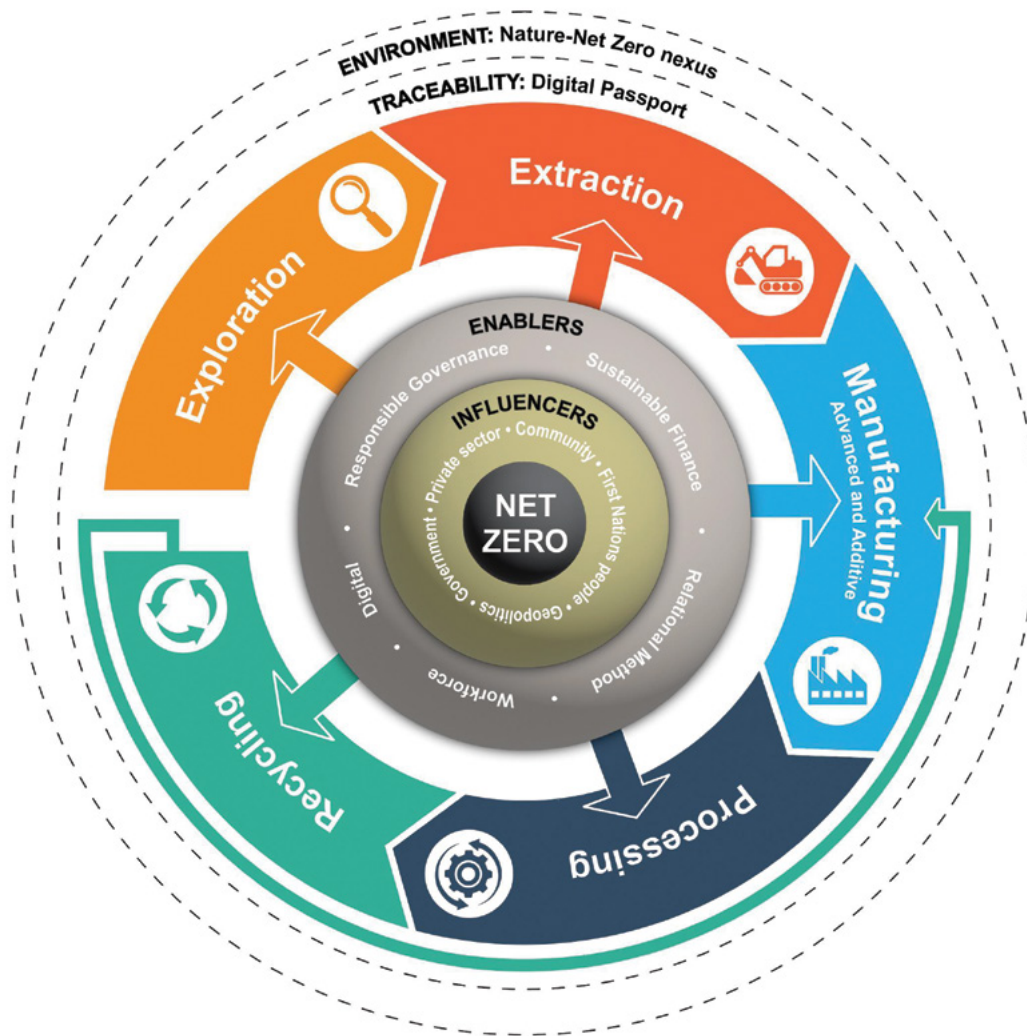 ENVIRONMENT: Nature-Net Zero nexus
TRACEABILITY: Digital Passport
Exploration
Extraction
Manufacturing
Advanced and Additive
Processing
Recycling
ENABLERS
Responsible Governance • Sustainable Finance • Relational Method • Workforce • Digital •
INFLUENCERS
Government • Private sector • Community • First Nations people • Geopolitics •
NET
ZERO